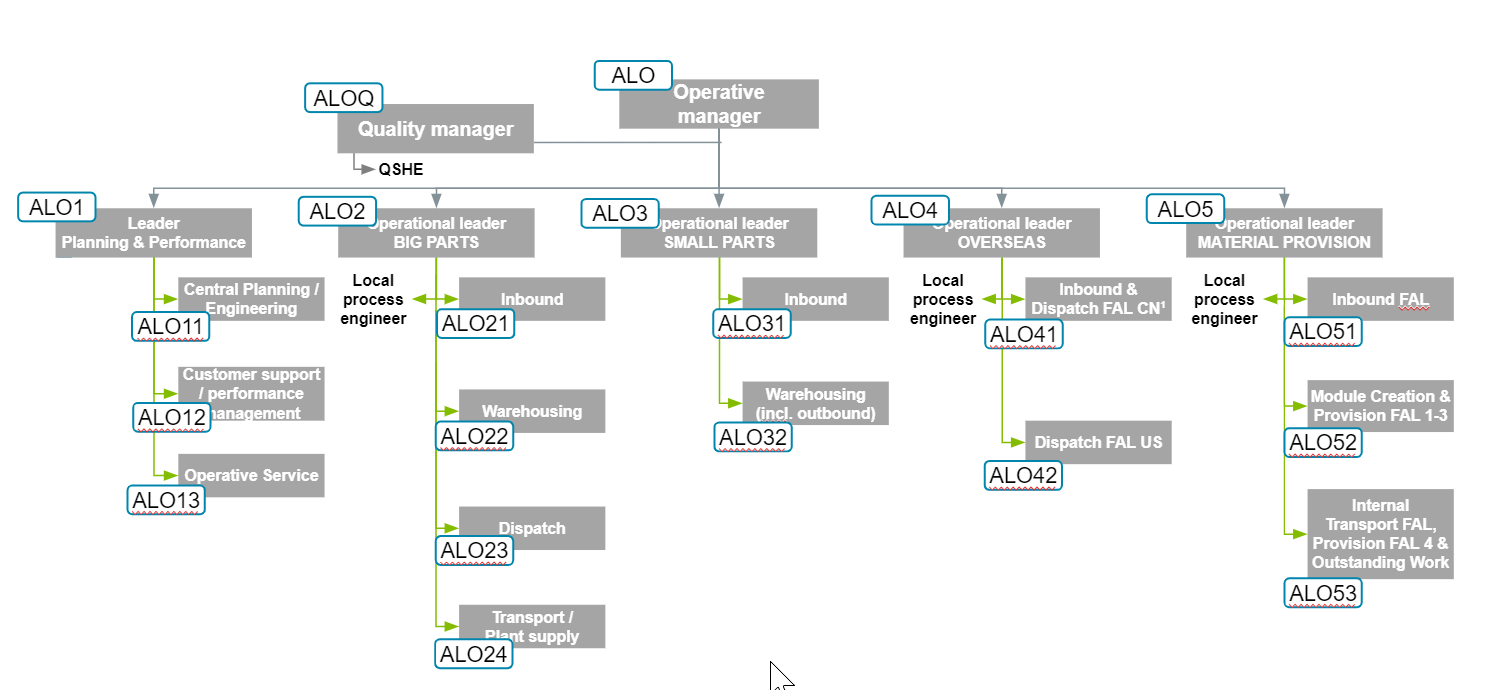 ALO
Operative
manager
ALOQ
Quality manager
QSHE
ALO1
Leader
Planning & Performance
ALO11
Central Planning /
Engineering
ALO12
Customer support
/ performance
management
ALO13
Operative Service
ALO2
Operational leader
BIG PARTS
Local
process
engineer
Inbound
ALO21
Warehousing
ALO22
Dispatch
ALO23
Transport /
Plant supply
ALO24
ALO3
Operational leader
SMALL PARTS
Inbound
ALO31
Warehousing
(incl. outbound)
ALO32
ALO4
Operational leader
OVERSEAS
Local
process
engineer
Inbound &
Dispatch FAL CN¹
ALO41
Dispatch FAL US
ALO42
ALO5
Operational leader
MATERIAL PROVISION
Local
process
engineer
Inbound FAL
ALO51
Module Creation &
Provision FAL 1-3
ALO52
Internal
Transport FAL,
Provision FAL 4 &
Outstanding Work
ALO53